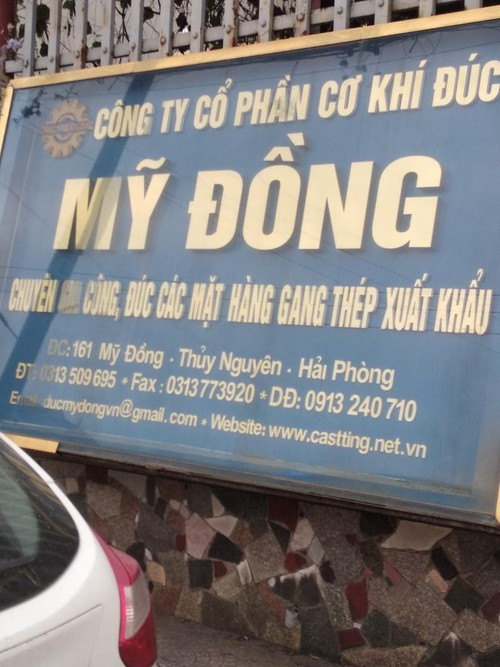 CÔNG TY CỔ PHẦN CƠ KHÍ ĐÚC
MỸ ĐỒNG
CHUYÊN GIA CÔNG, ĐÚC CÁC MẶT HÀNG GANG THÉP XUẤT KHẨU
ĐC: 161 Mỹ Đồng . Thủy Nguyên . Hải Phòng
ĐT: 0313 509 695 * Fax : 0313 773920 * DĐ: 0913 240 710
Email: ducmydongvn@gmail.com * Website: www.castting.net.vn